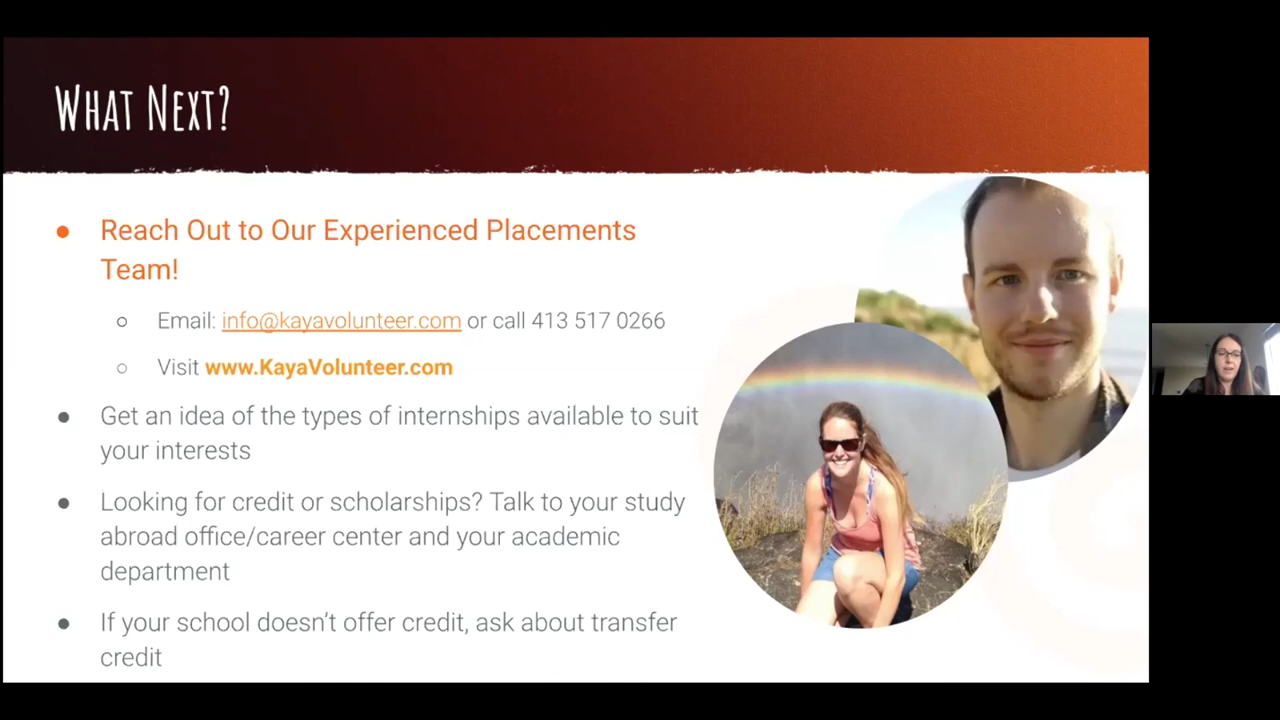 WHAT NEXT?
● Reach Out to Our Experienced Placements
Team!
○ Email: info@kayavolunteer.com or call 413 517 0266
○ Visit www.KayaVolunteer.com
● Get an idea of the types of internships available to suit
your interests
● Looking for credit or scholarships? Talk to your study
abroad office/career center and your academic
department
● If your school doesn’t offer credit, ask about transfer
credit